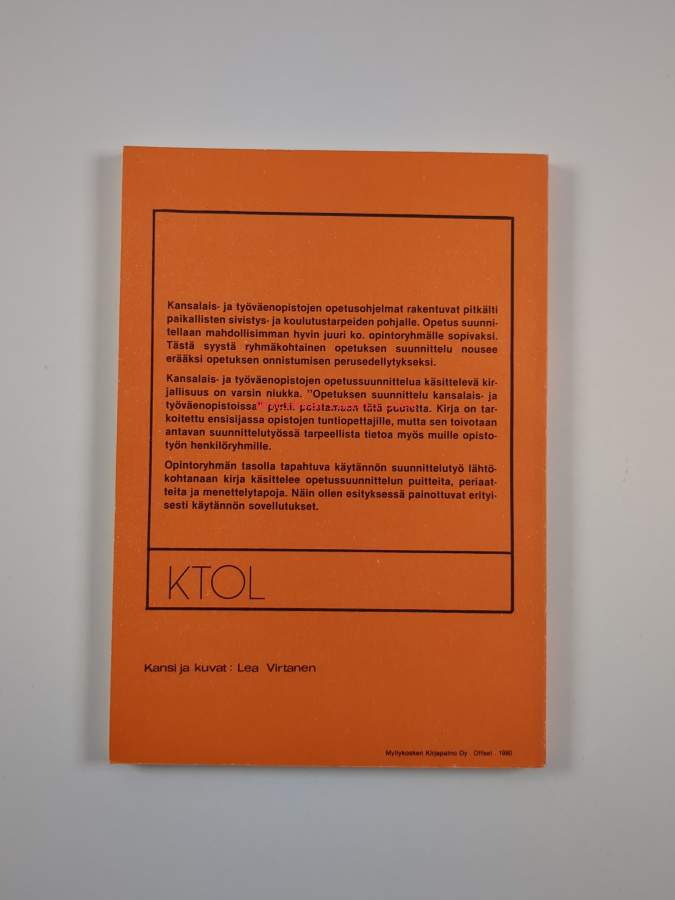 Kansalais- ja työväenopistojen opetusohjelmat rakentuvat pitkälti
paikallisten sivistys- ja koulutustarpeiden pohjalle. Opetus suunni-
tellaan mahdollisimman hyvin juuri ko. opintoryhmälle sopivaksi.
Tästä syystä ryhmäkohtainen opetuksen suunnittelu nousee
erääksi opetuksen onnistumisen perusedellytykseksi.
Kansalais- ja työväenopistojen opetussuunnittelua käsittelevä kir-
jallisuus on varsin niukka. "Opetuksen suunnittelu kansalais- ja
työväenopistoissa" pyrkii poistamaan tätä puutetta. Kirja on tar-
koitettu ensisijassa opistojen tuntiopettajille, mutta sen toivotaan
antavan suunnittelutyössä tarpeellista tietoa myös muille opisto-
työn henkilöryhmille.
Opintoryhmän tasolla tapahtuva käytännön suunnittelutyö lähtö-
kohtanaan kirja käsittelee opetussuunnittelun puitteita, periaat-
teita ja menettelytapoja. Näin ollen esityksessä painottuvat erityi-
sesti käytännön sovellutukset.
KTOL
Kansi ja kuvat: Lea Virtanen
Myllykosken Kirjapaino Oy. Offset. 1980